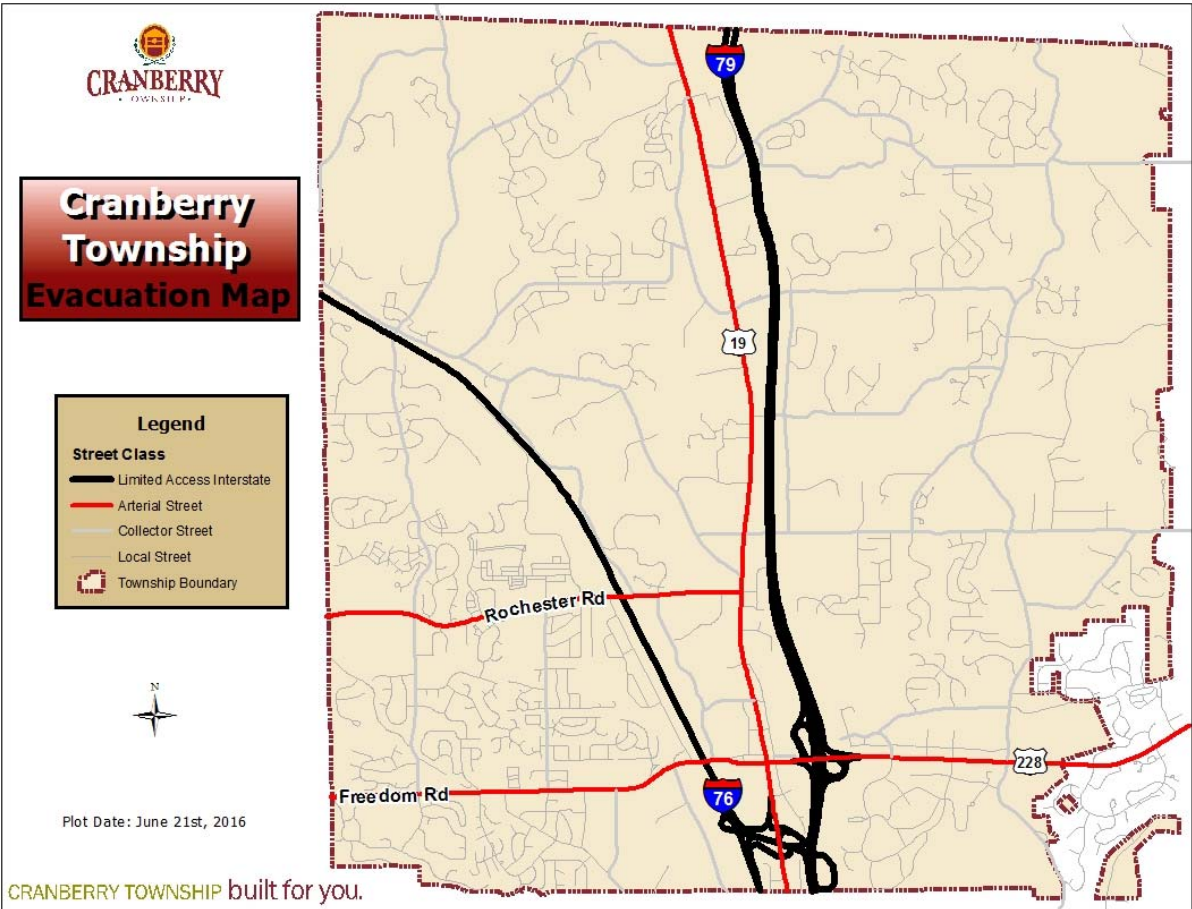 CRANBERRY
• TOWNSHIP •
Cranberry
Township
Evacuation Map
Legend
Street Class
Limited Access Interstate
Arterial Street
Collector Street
Local Street
Township Boundary
N
Plot Date: June 21st, 2016
CRANBERRY TOWNSHIP built for you.
79
19
Rochester Rd
228
Freedom Rd
76